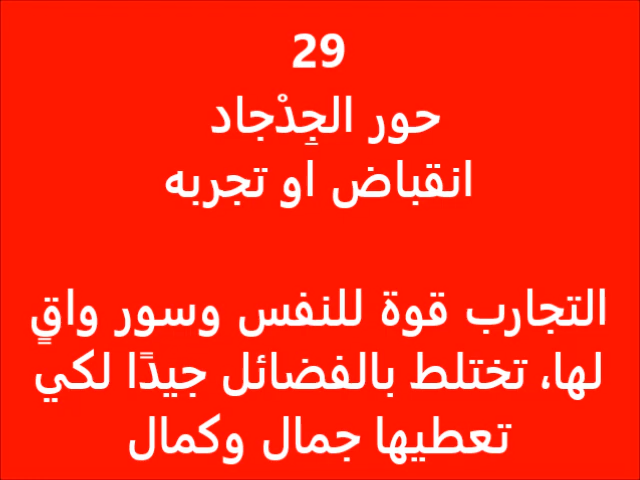 29
حور الجِدْجاد
انقباض او تجربه
التجارب قوة للنفس وسور واقٍ
لها، تختلط بالفضائل جيدًا لكي
تعطيها جمال وكمال